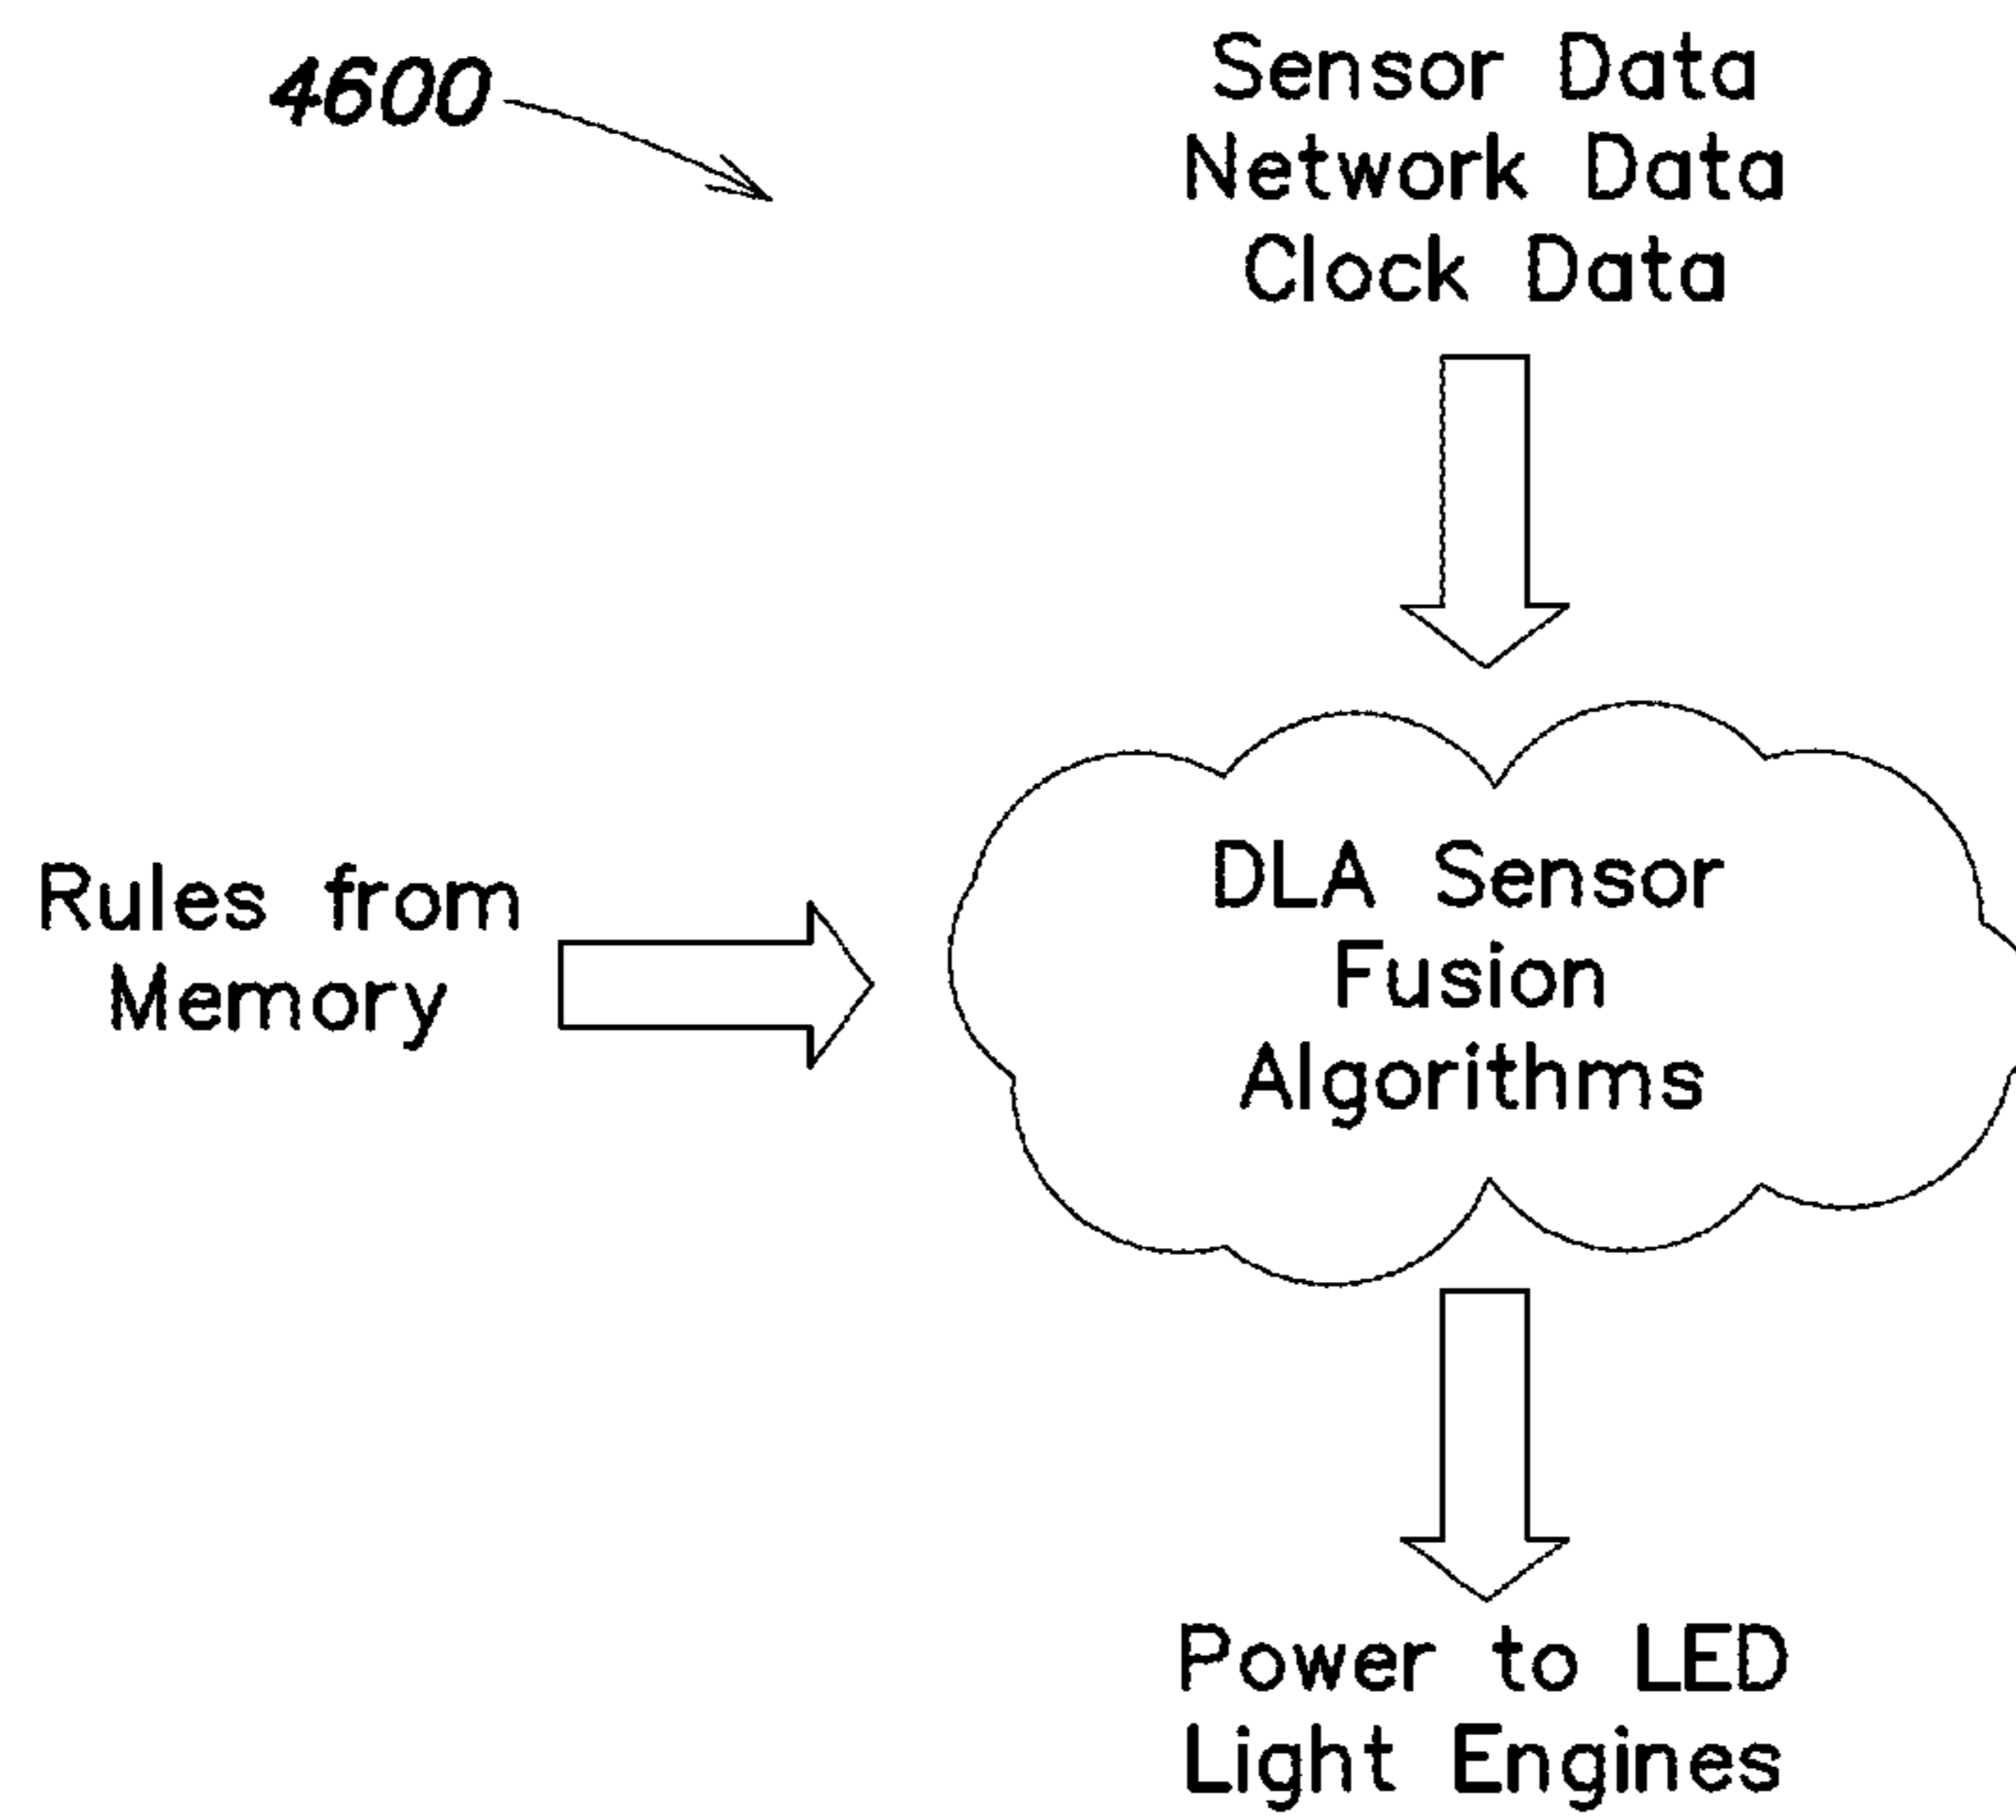 4600
Sensor Data
Network Data
Clock Data
Rules from
Memory
DLA Sensor
Fusion
Algorithms
Power to LED
Light Engines